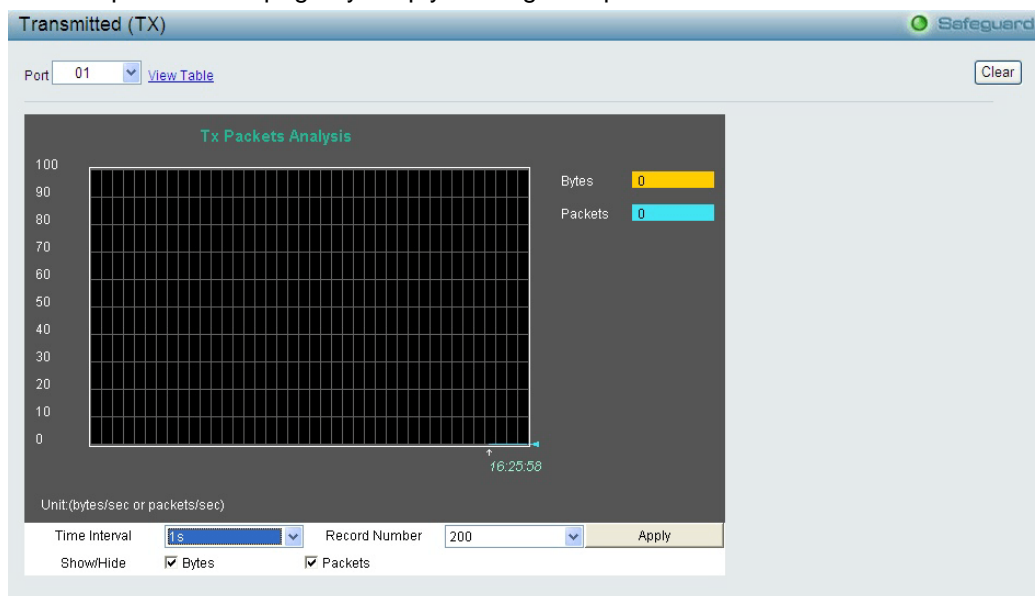 Transmitted (TX)
Safeguard
Port 01 View Table
Clear
Tx Packets Analysis
100
90
80
70
60
50
40
30
20
10
0
Bytes 0
Packets 0
16:25:58
Unit:(bytes/sec or packets/sec)
Time Interval 1s Record Number 200 Apply
Show/Hide Bytes Packets